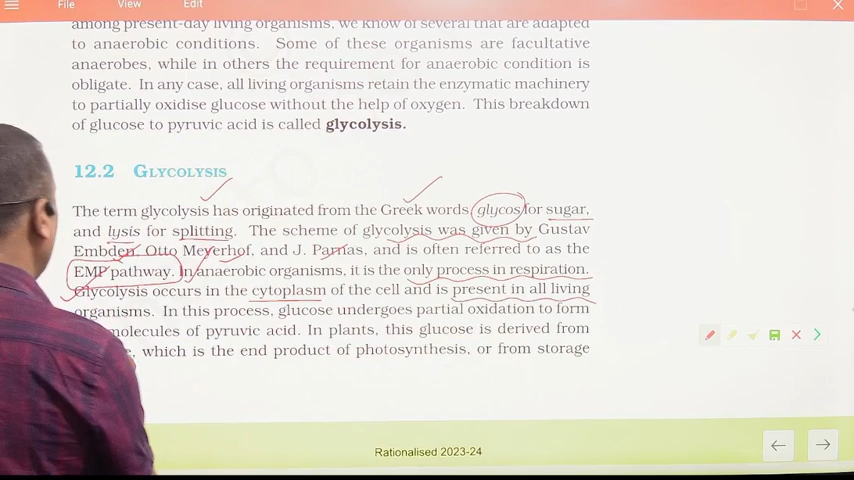 File View Edit
among present-day living organisms, we know of several that are adapted
to anaerobic conditions. Some of these organisms are facultative
anaerobes, while in others the requirement for anaerobic condition is
obligate. In any case, all living organisms retain the enzymatic machinery
to partially oxidise glucose without the help of oxygen. This breakdown
of glucose to pyruvic acid is called glycolysis.
12.2 GLYCOLYSIS
The term glycolysis has originated from the Greek words, glycos for sugar,
and lysis for splitting. The scheme of glycolysis was given by Gustav
Embden, Otto Meyerhof, and J. Parnas, and is often referred to as the
EMP pathway. In anaerobic organisms, it is the only process in respiration.
Glycolysis occurs in the cytoplasm of the cell and is present in all living
organisms. In this process, glucose undergoes partial oxidation to form
molecules of pyruvic acid. In plants, this glucose is derived from
which is the end product of photosynthesis, or from storage
Rationalised 2023-24